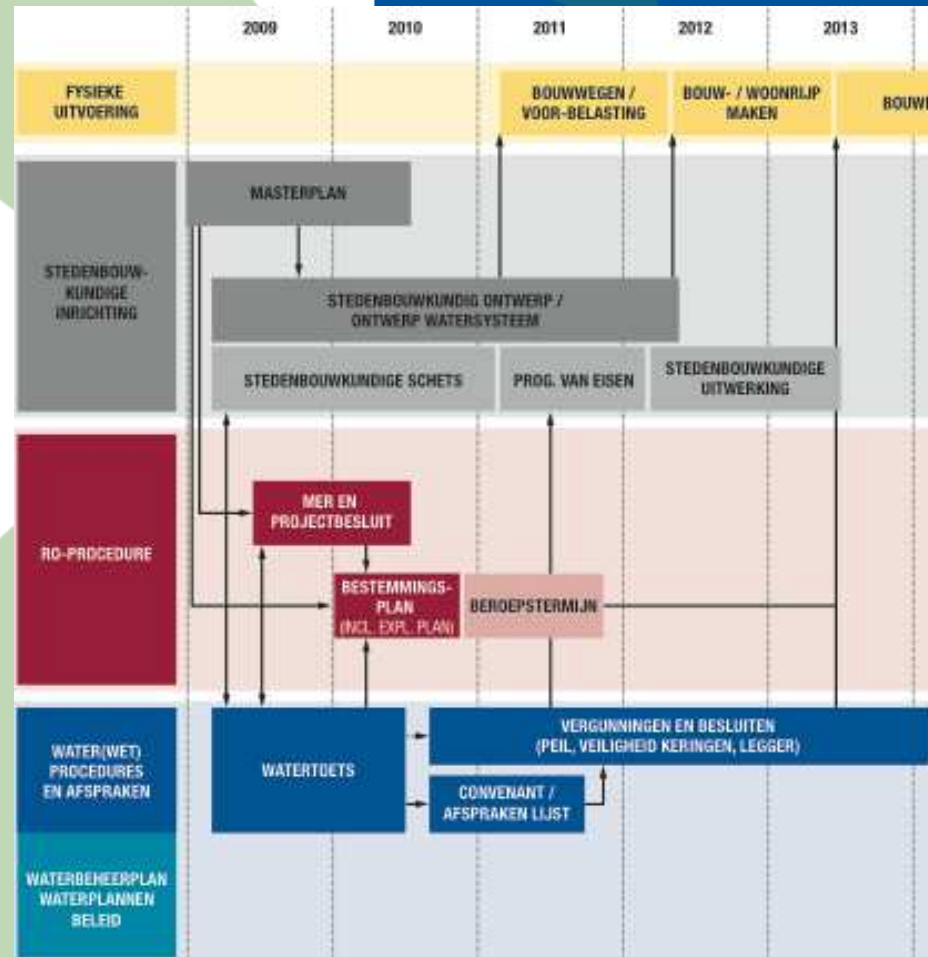 2009 2010 2011 2012 2013
FYSIEKE
UITVOERING
BOUWWEGEN /
VOOR-BELASTING
BOUW- / WOONRIJP
MAKEN
STEDENBOUW-
KUNDIGE
INRICHTING
MASTERPLAN
STEDENBOUWKUNDIG ONTWERP /
ONTWERP WATERSYSTEEM
STEDENBOUWKUNDIGE SCHETS
PROG. VAN EISEN
STEDENBOUWKUNDIGE
UITWERKING
RO-PROCEDURE
MER EN
PROJECTBESLUIT
BESTEMMINGS-
PLAN
(INCL. EXPL. PLAN)
BEROEPSTERMIJN
WATER(WET)
PROCEDURES
EN AFSPRAKEN
WATERTOETS
VERGUNNINGEN EN BESLUITEN
(PEIL, VEILIGHEID KERINGEN, LEGGER)
CONVENANT /
AFSPRAKEN LIJST
WATERBEHEERPLAN
WATERPLANNEN
BELEID